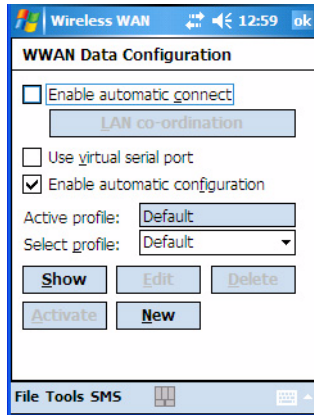 Wireless WAN 12:59 ok
WWAN Data Configuration
Enable automatic connect
LAN co-ordination
Use virtual serial port
Enable automatic configuration
Active profile: Default
Select profile: Default
Show Edit Delete
Activate New
File Tools SMS